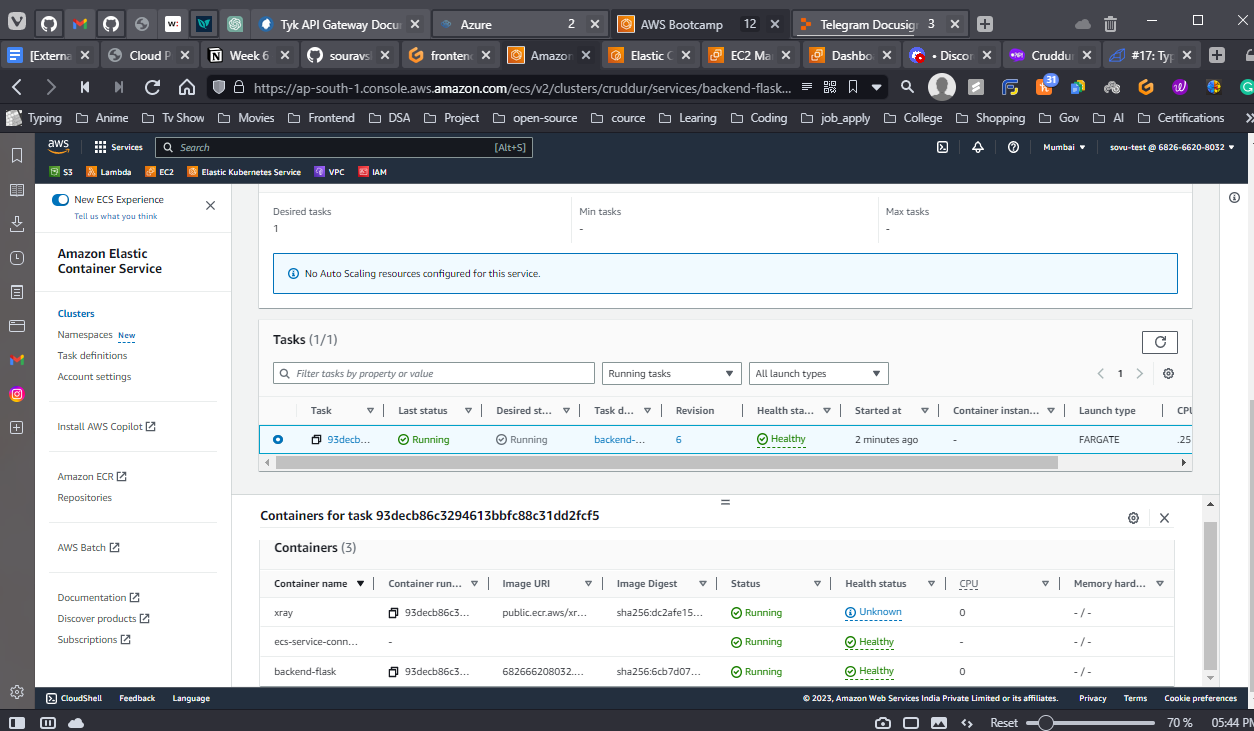 Tyk API Gateway Docu
Azure 2
AWS Bootcamp 12
Telegram Docusig 3
[Externa
Cloud P
Week 6
souravs
fronten
Amazon
Elastic C
EC2 Ma
Dashbo
• Discor
Cruddur
#17: Typ
https://ap-south-1.console.aws.amazon.com/ecs/v2/clusters/cruddur/services/backend-flask...
31
Typing Anime Tv Show Movies Frontend DSA Project open-source cource Learing Coding job_apply College Shopping Gov AI Certifications
aws Services Search [Alt+S] Mumbai sovu-test @ 6826-6620-8032
S3 Lambda EC2 Elastic Kubernetes Service VPC IAM
New ECS Experience
Tell us what you think
Amazon Elastic
Container Service
Clusters
Namespaces New
Task definitions
Account settings
Install AWS Copilot
Amazon ECR
Repositories
AWS Batch
Documentation
Discover products
Subscriptions
Desired tasks Min tasks Max tasks
1 - -
No Auto Scaling resources configured for this service.
Tasks (1/1)
Filter tasks by property or value Running tasks All launch types 1
Task Last status Desired st... Task d... Revision Health sta... Started at Container instan... Launch type CPU
93decb... Running Running backend-... 6 Healthy 2 minutes ago - FARGATE .25
Containers for task 93decb86c3294613bbfc88c31dd2fcf5
Containers (3)
Container name Container run... Image URI Image Digest Status Health status CPU Memory hard...
xray 93decb86c3... public.ecr.aws/xr... sha256:dc2afe15... Running Unknown 0 - / -
ecs-service-conn... - Running Healthy - - / -
backend-flask 93decb86c3... 682666208032.... sha256:6cb7d07... Running Healthy 0 - / -
CloudShell Feedback Language © 2023, Amazon Web Services India Private Limited or its affiliates. Privacy Terms Cookie preferences
Reset 70 % 05:44 PM